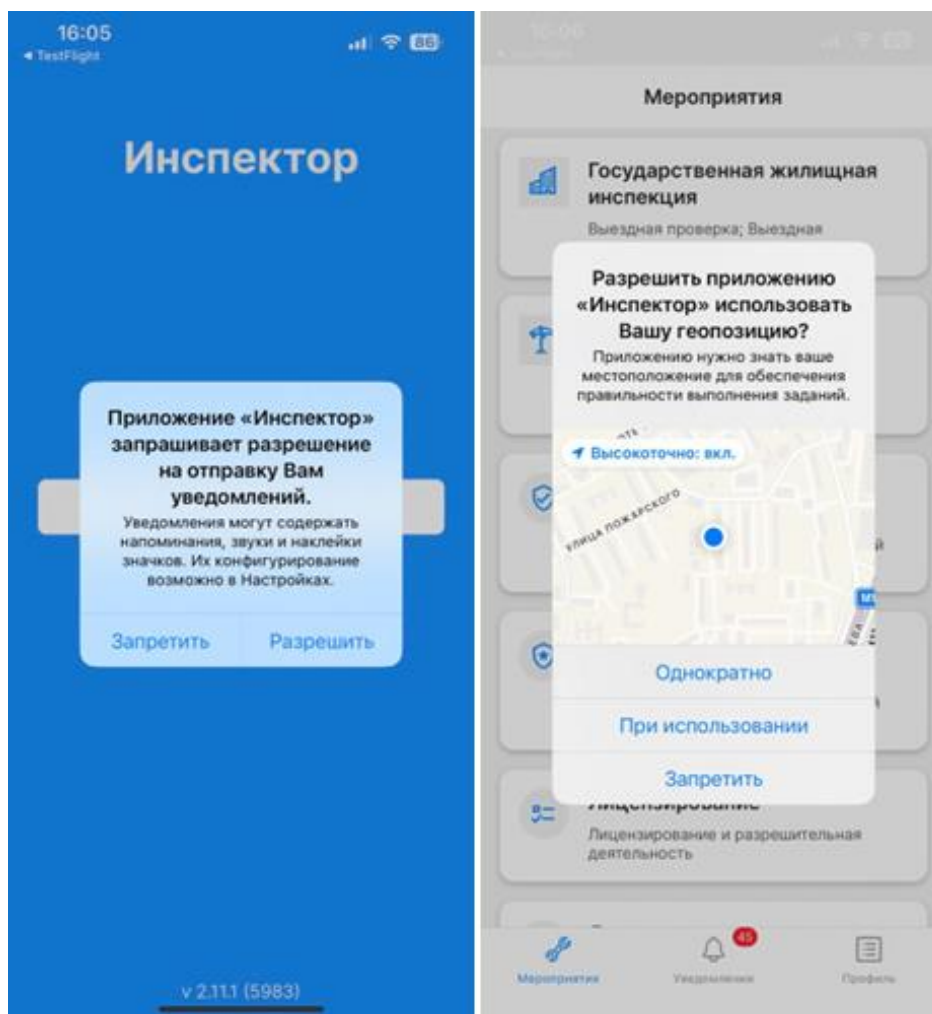 16:05
TestFlight
86
Инспектор
Приложение «Инспектор»
запрашивает разрешение
на отправку Вам
уведомлений.
Уведомления могут содержать
напоминания, звуки и наклейки
значков. Их конфигурирование
возможно в Настройках.
Запретить
Разрешить
v 2.11.1 (5983)
Мероприятия
Государственная жилищная
инспекция
Выездная проверка; Выездная
Разрешить приложению
«Инспектор» использовать
Вашу геопозицию?
Приложению нужно знать ваше
местоположение для обеспечения
правильности выполнения заданий.
Высокоточно: вкл.
УЛИЦА ПОЖАРСКОГО
Однократно
При использовании
Запретить
Лицензирование
Лицензирование и разрешительная
деятельность
45
Мероприятия
Уведомления
Профиль